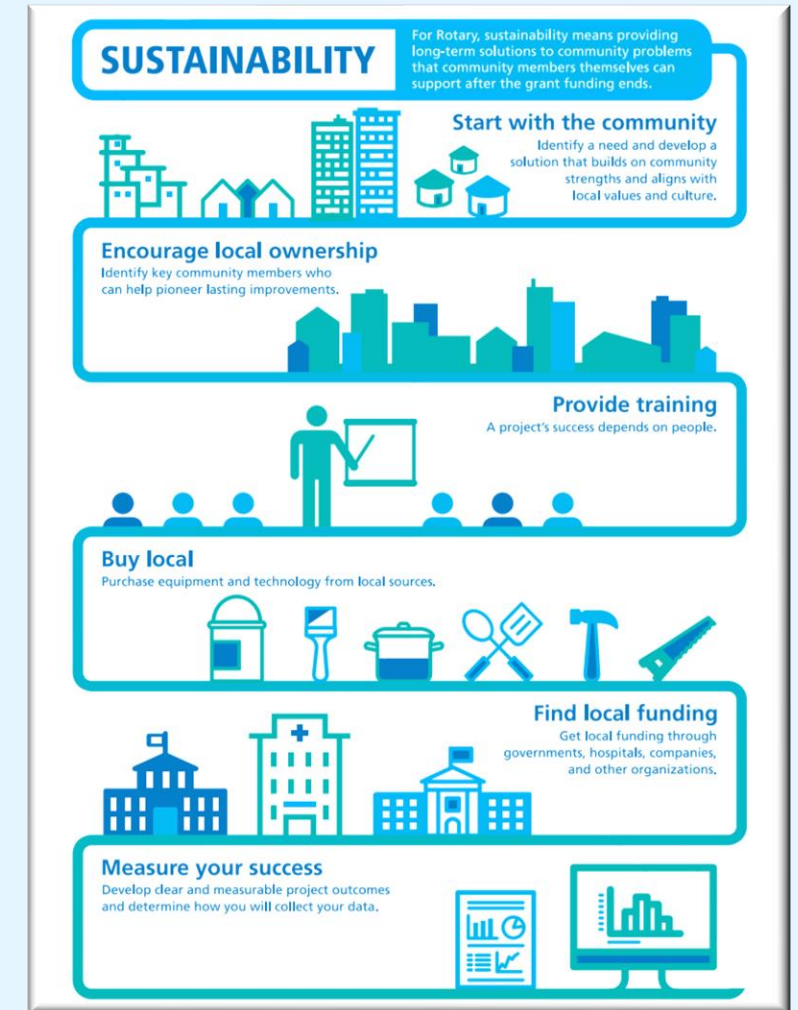 SUSTAINABILITY
For Rotary, sustainability means providing
long-term solutions to community problems
that community members themselves can
support after the grant funding ends.
Start with the community
Identify a need and develop a
solution that builds on community
strengths and aligns with
local values and culture.
Encourage local ownership
Identify key community members who
can help pioneer lasting improvements.
Provide training
A project's success depends on people.
Buy local
Purchase equipment and technology from local sources.
Find local funding
Get local funding through
governments, hospitals, companies,
and other organizations.
Measure your success
Develop clear and measurable project outcomes
and determine how you will collect your data.